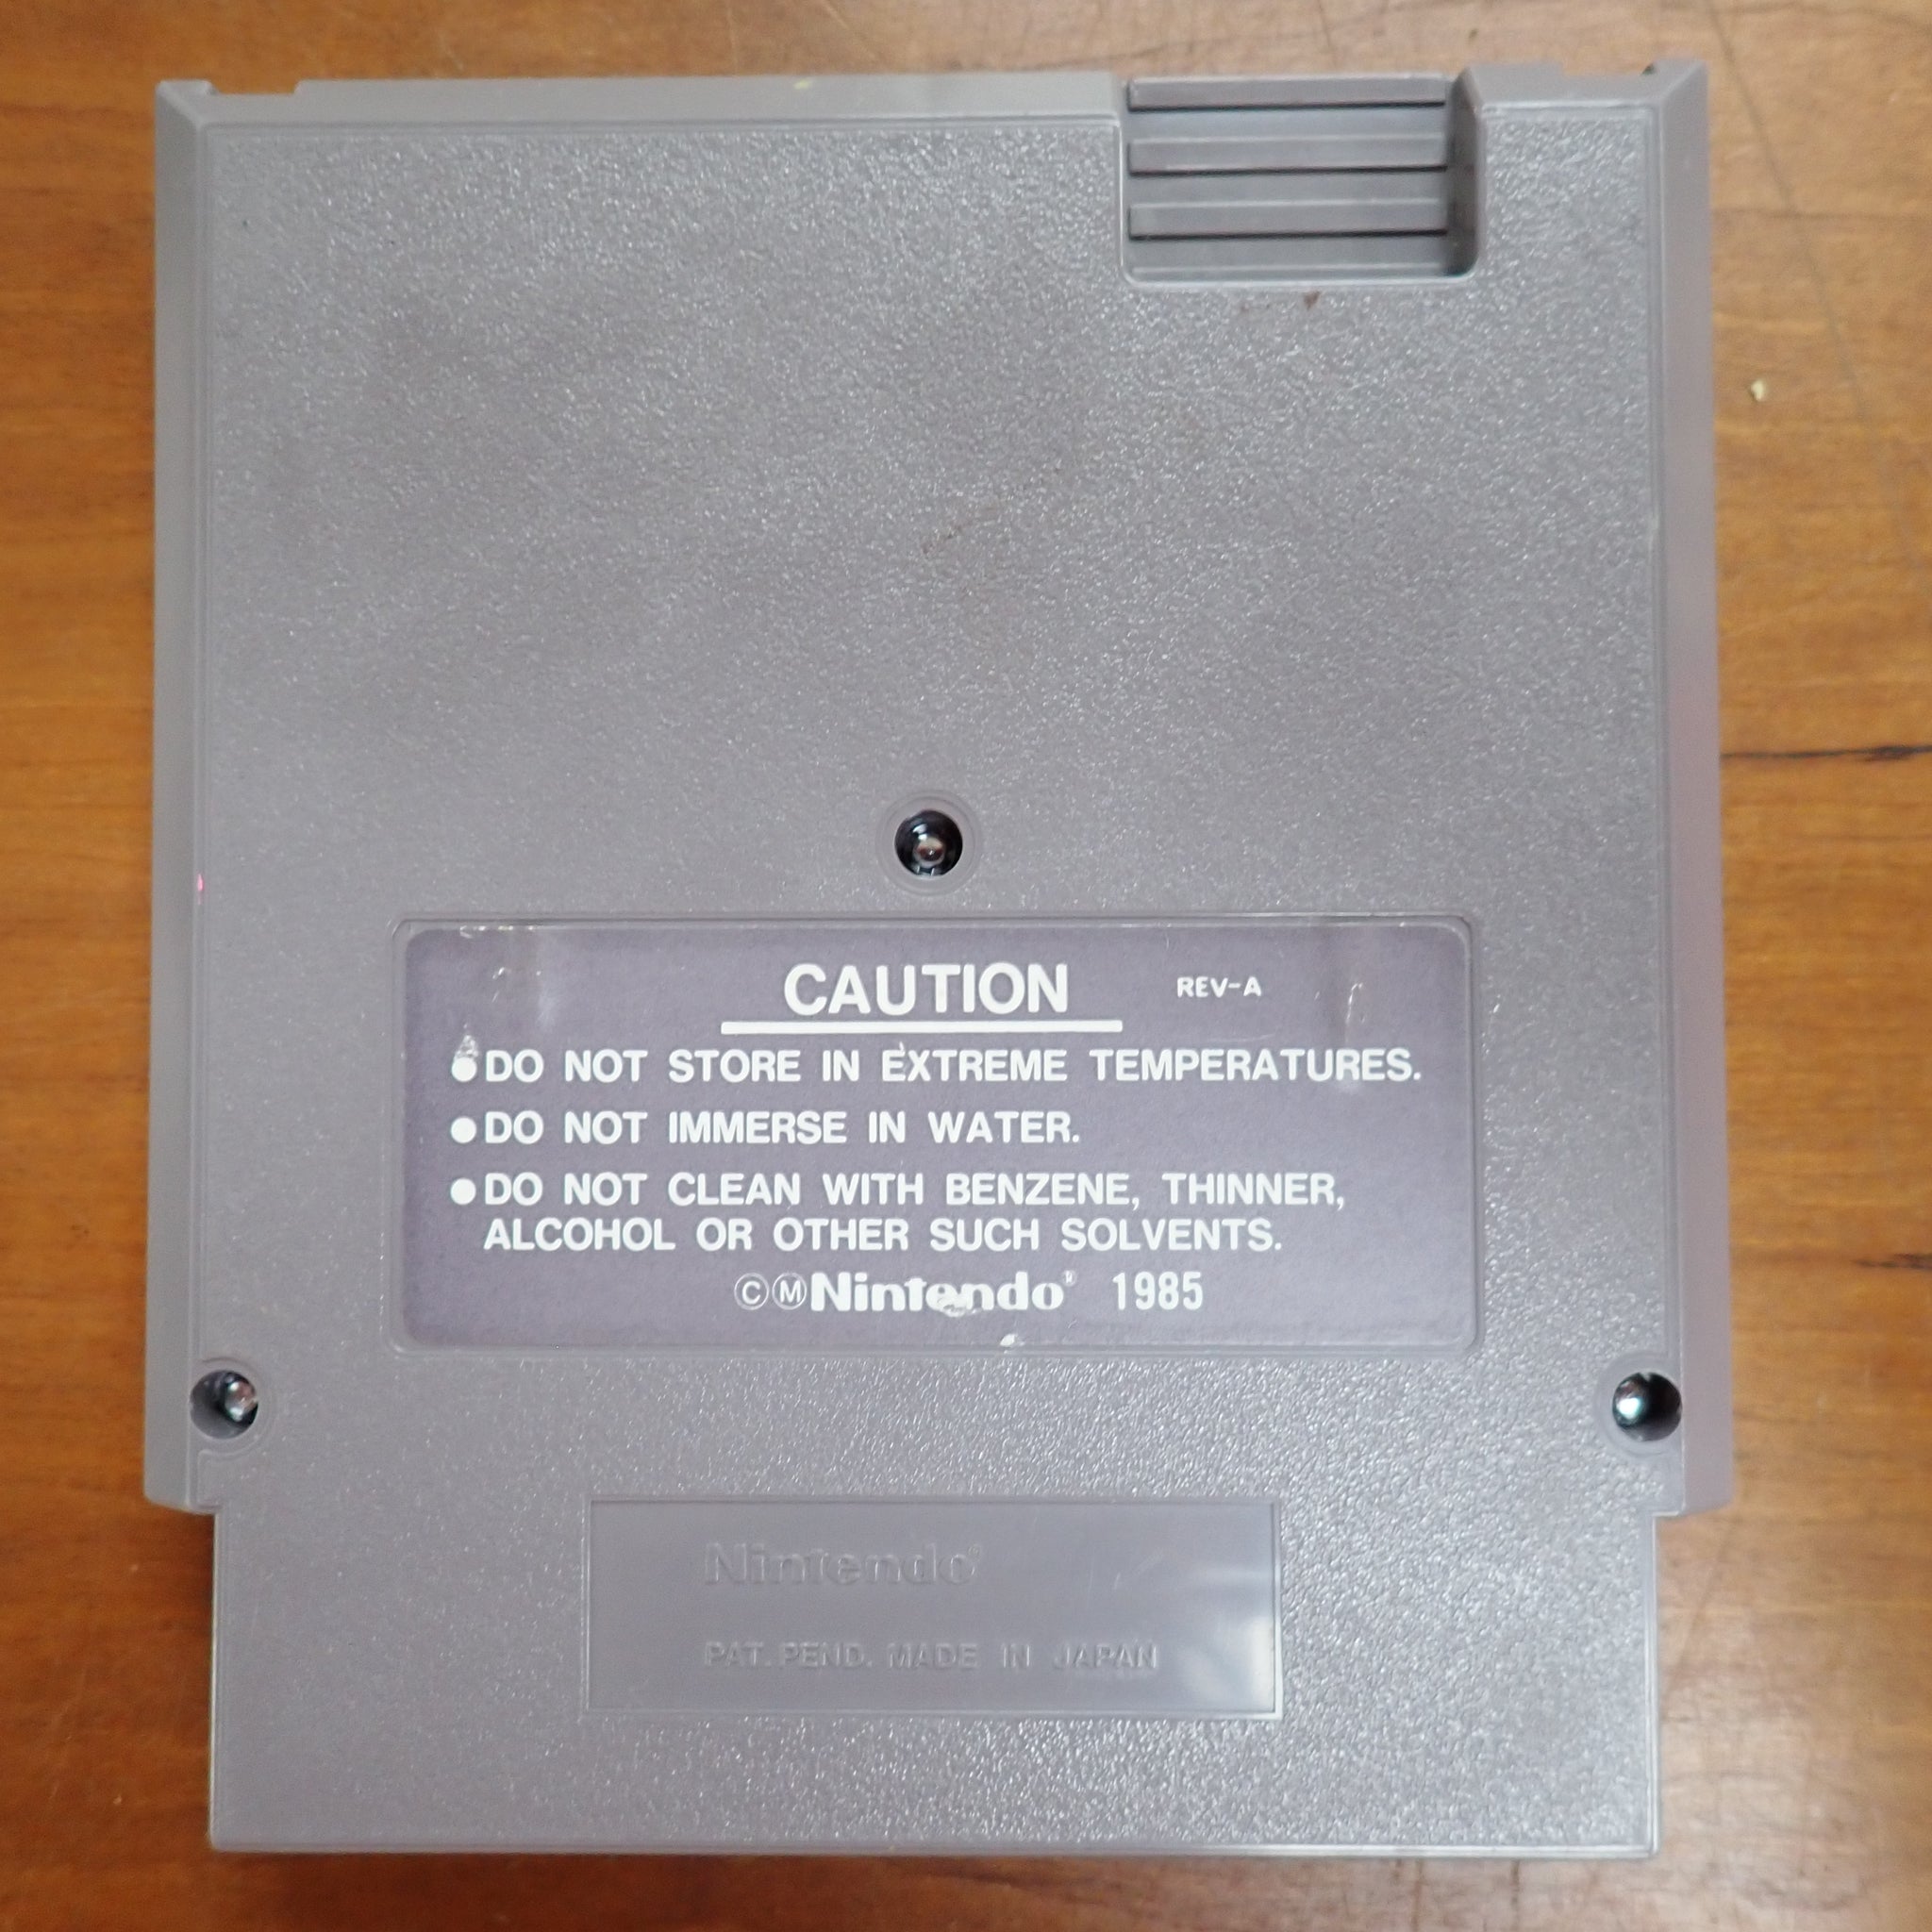 CAUTION REV-A
●DO NOT STORE IN EXTREME TEMPERATURES.
●DO NOT IMMERSE IN WATER.
●DO NOT CLEAN WITH BENZENE, THINNER,
ALCOHOL OR OTHER SUCH SOLVENTS.
©ⓂNintendo® 1985
Nintendo®
PAT. PEND. MADE IN JAPAN